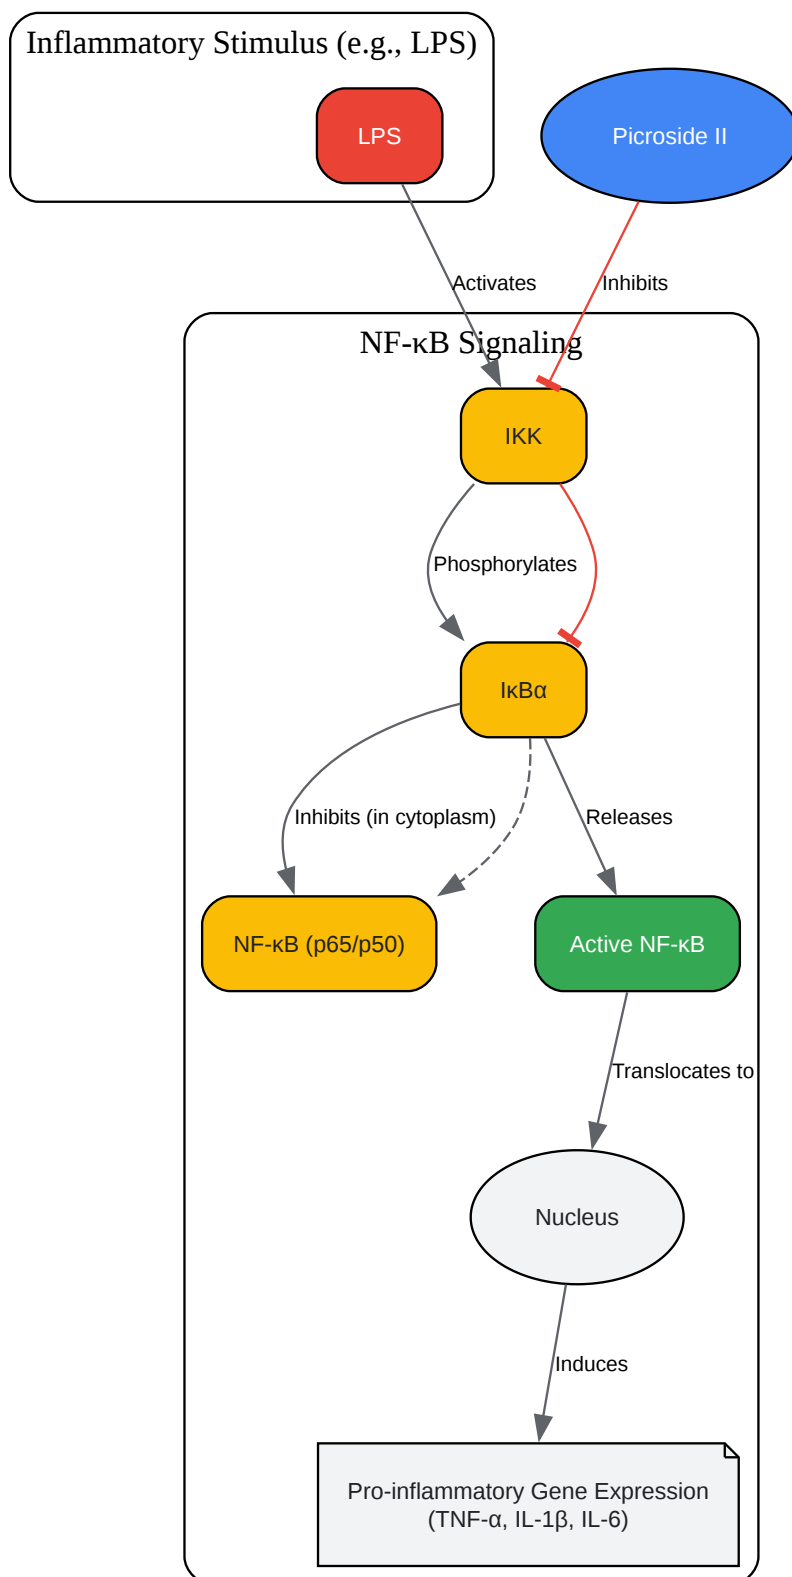 Inflammatory Stimulus (e.g., LPS)
LPS
Picroside II
Activates
Inhibits
NF-κB Signaling
IKK
Phosphorylates
IκBα
Inhibits (in cytoplasm)
Releases
NF-κB (p65/p50)
Active NF-κB
Translocates to
Nucleus
Induces
Pro-inflammatory Gene Expression
(TNF-α, IL-1β, IL-6)